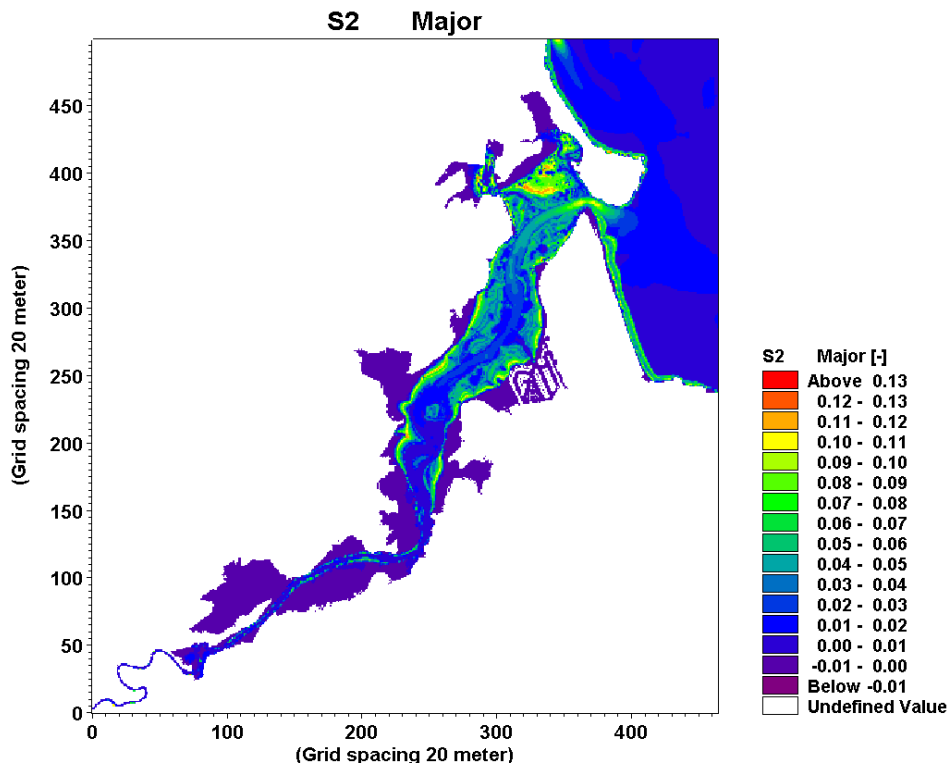 S2 Major
450
400
350
300
250
200
150
100
50
0
(Grid spacing 20 meter)
0 100 200 300 400
(Grid spacing 20 meter)
S2 Major [-]
Above 0.13
0.12 - 0.13
0.11 - 0.12
0.10 - 0.11
0.09 - 0.10
0.08 - 0.09
0.07 - 0.08
0.06 - 0.07
0.05 - 0.06
0.04 - 0.05
0.03 - 0.04
0.02 - 0.03
0.01 - 0.02
0.00 - 0.01
-0.01 - 0.00
Below -0.01
Undefined Value